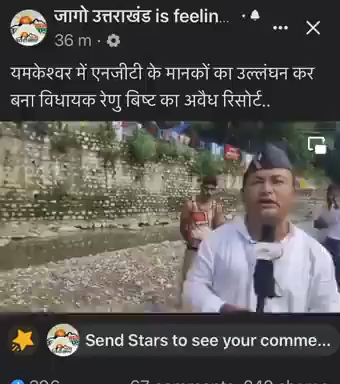 जागो उत्तराखंड is feelin...
36 m ·
यमकेश्वर में एनजीटी के मानकों का उल्लंघन कर
बना विधायक रेणु बिष्ट का अवैध रिसोर्ट..
Send Stars to see your comme...